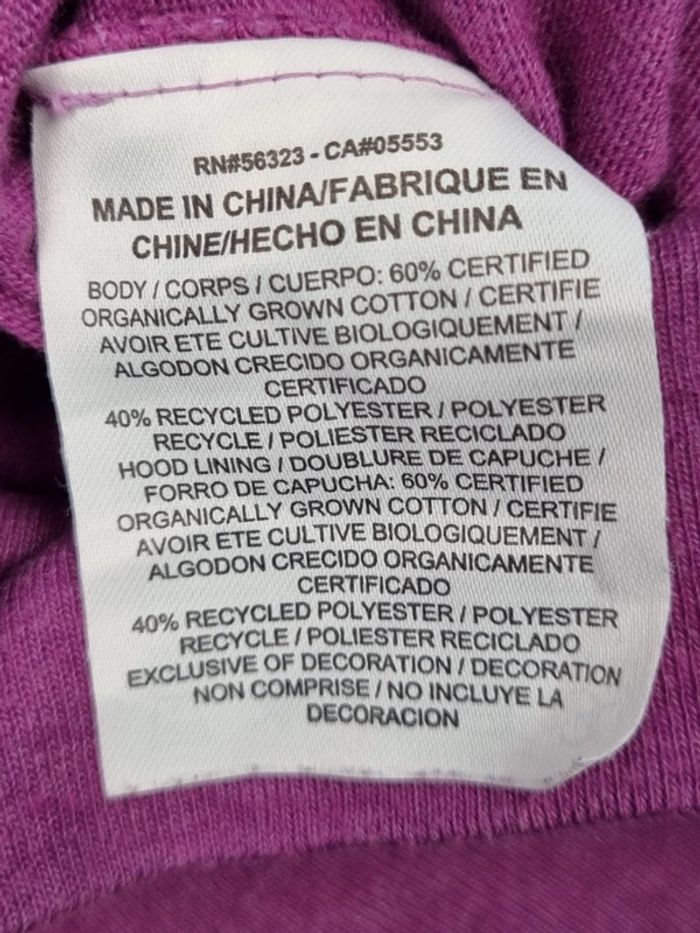 RN#56323 - CA#05553
MADE IN CHINA/FABRIQUE EN
CHINE/HECHO EN CHINA
BODY / CORPS / CUERPO: 60% CERTIFIED
ORGANICALLY GROWN COTTON / CERTIFIE
AVOIR ETE CULTIVE BIOLOGIQUEMENT /
ALGODON CRECIDO ORGANICAMENTE
CERTIFICADO
40% RECYCLED POLYESTER / POLYESTER
RECYCLE / POLIESTER RECICLADO
HOOD LINING / DOUBLURE DE CAPUCHE /
FORRO DE CAPUCHA: 60% CERTIFIED
ORGANICALLY GROWN COTTON / CERTIFIE
AVOIR ETE CULTIVE BIOLOGIQUEMENT /
ALGODON CRECIDO ORGANICAMENTE
CERTIFICADO
40% RECYCLED POLYESTER / POLYESTER
RECYCLE / POLIESTER RECICLADO
EXCLUSIVE OF DECORATION / DECORATION
NON COMPRISE / NO INCLUYE LA
DECORACION